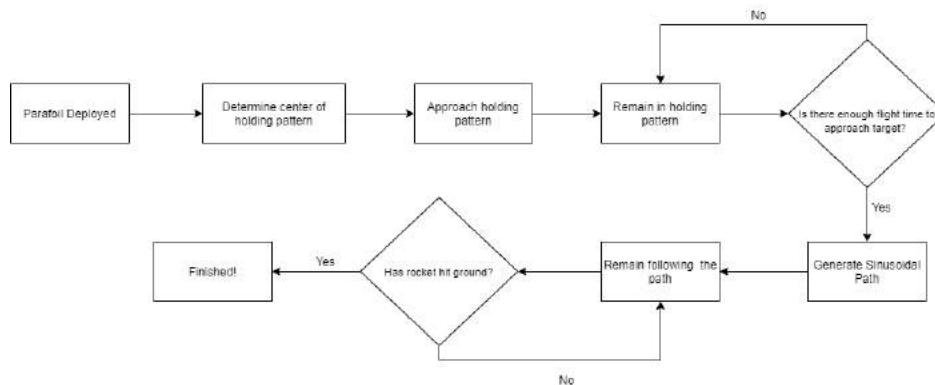 No
Parafoil Deployed
Determine center of
holding pattern
Approach holding
pattern
Remain in holding
pattern
Is there enough flight time to
approach target?
Yes
Generate Sinusoidal
Path
Remain following the
path
Has rocket hit ground?
Yes
Finished!
No